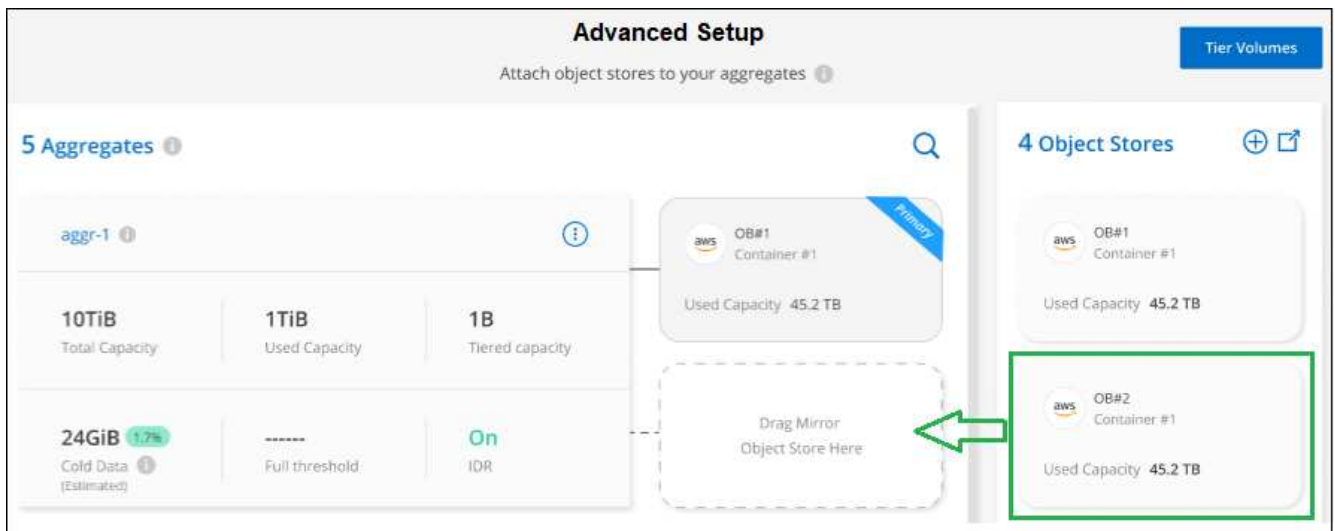 Advanced Setup
Tier Volumes
Attach object stores to your aggregates
5 Aggregates
4 Object Stores
aggr-1
aws
OB#1
Container #1
Primary
Used Capacity 45.2 TB
aws
OB#1
Container #1
Used Capacity 45.2 TB
10TiB
1TiB
1B
Total Capacity
Used Capacity
Tiered capacity
24GiB 1.7%
------
On
Cold Data
Full threshold
IDR
(Estimated)
Drag Mirror
Object Store Here
aws
OB#2
Container #1
Used Capacity 45.2 TB